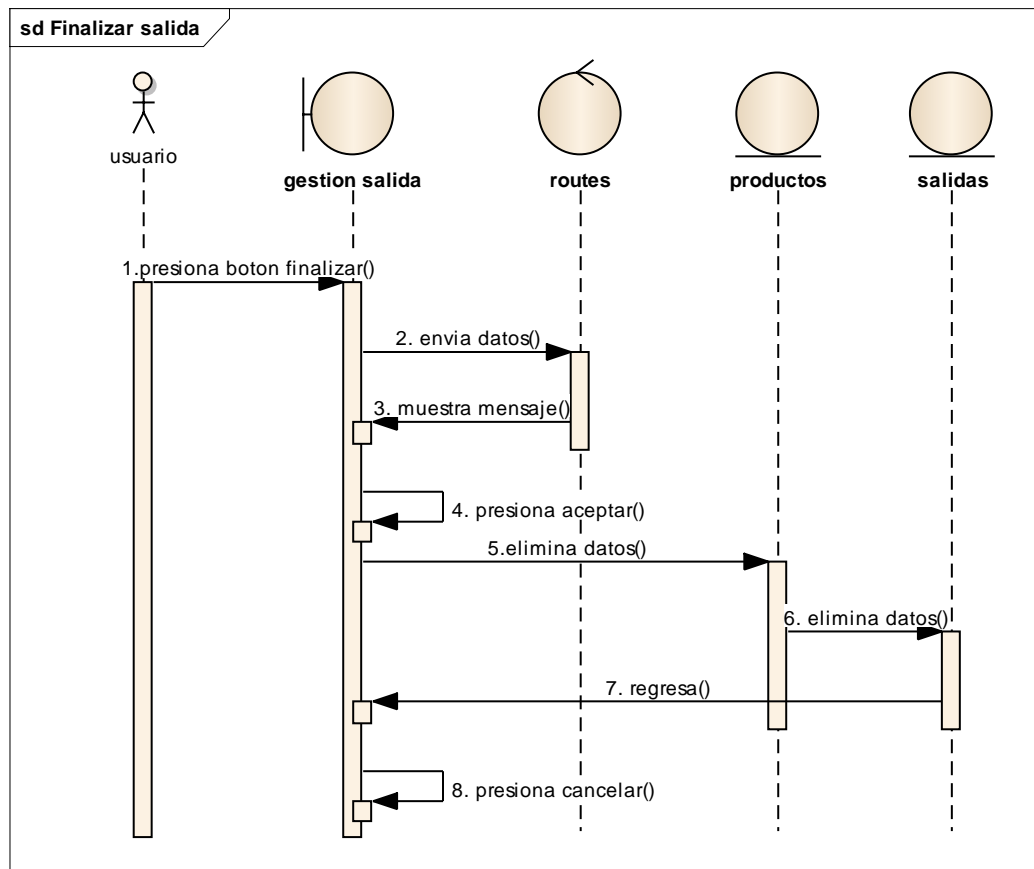 sd Finalizar salida
usuario
gestion salida
routes
productos
salidas
1.presiona boton finalizar()
2. envia datos()
3. muestra mensaje()
4. presiona aceptar()
5.elimina datos()
6. elimina datos()
7. regresa()
8. presiona cancelar()